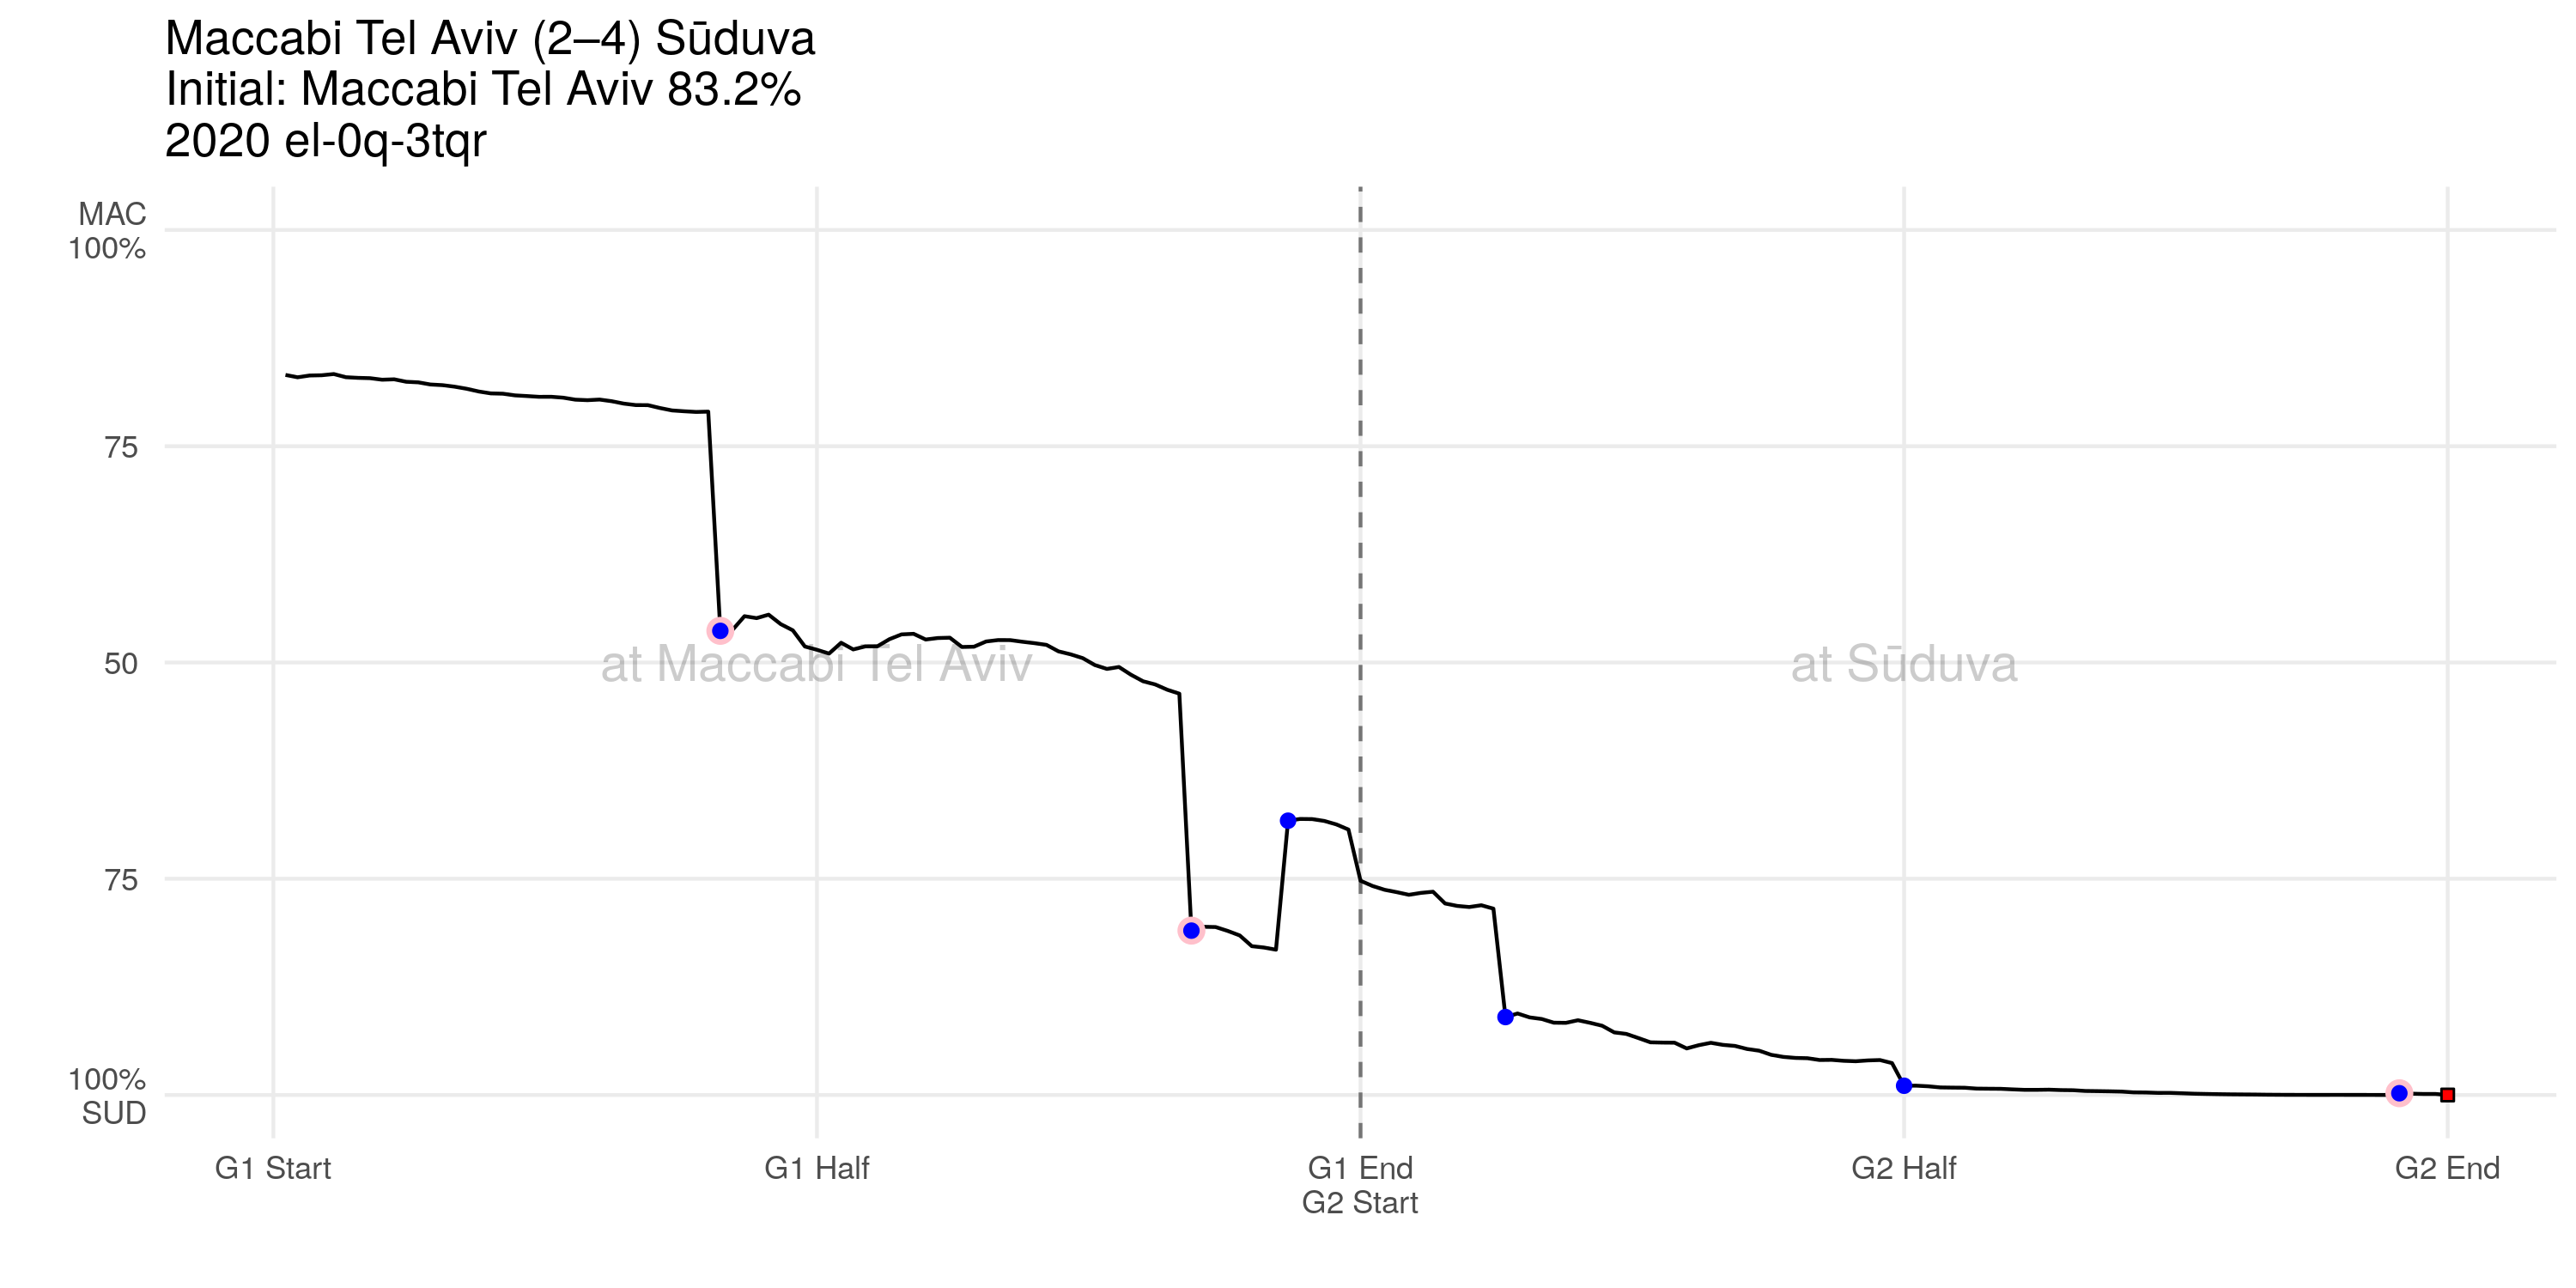 Maccabi Tel Aviv (2–4) Sūduva
Initial: Maccabi Tel Aviv 83.2%
2020 el-0q-3tqr
MAC
100%
75
50
75
100%
SUD
at Maccabi Tel Aviv
at Sūduva
G1 Start
G1 Half
G1 End
G2 Start
G2 Half
G2 End